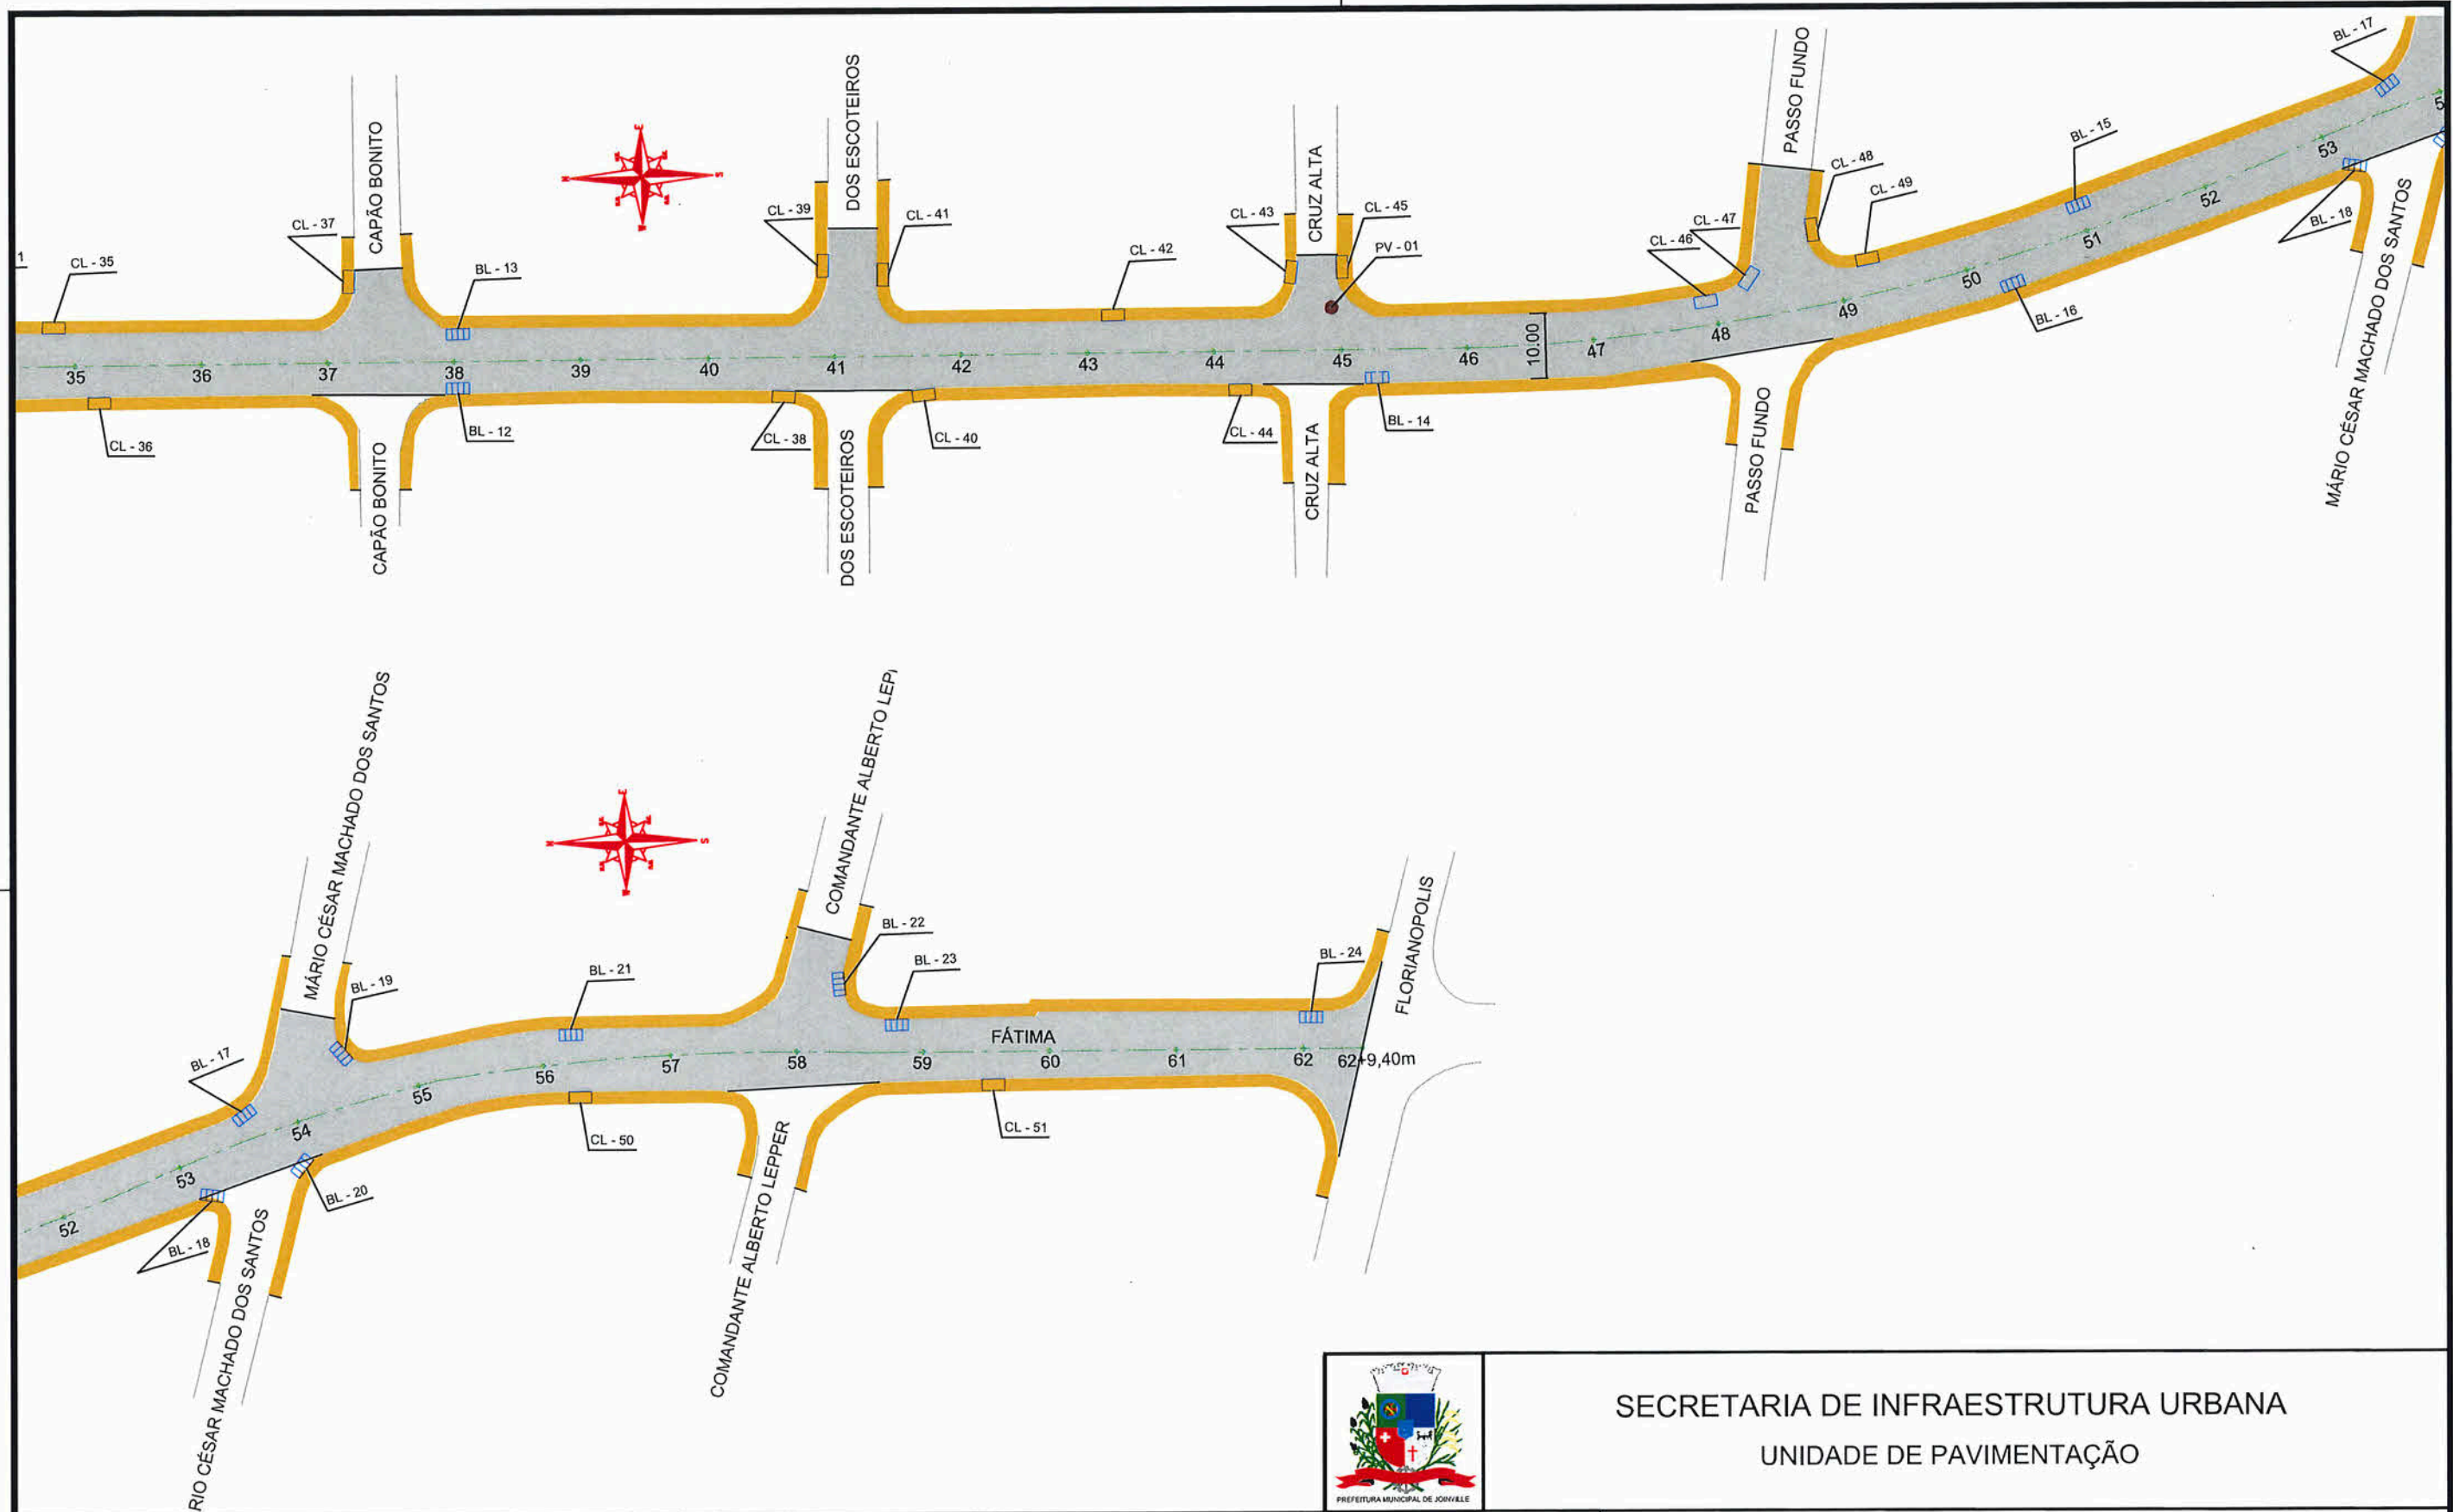 BL - 17
PASSO FUNDO
DOS ESCOTEIROS
CAPÃO BONITO
CRUZ ALTA
BL - 15
CL - 48
CL - 49
CL - 37
CL - 39
CL - 41
CL - 43
CL - 45
CL - 47
CL - 46
PV - 01
CL - 42
1
CL - 35
BL - 13
E
N
S
W
5
53
52
51
50
49
48
47
10.00
46
45
44
43
42
41
40
39
38
37
36
35
BL - 18
BL - 16
CL - 36
BL - 12
CL - 38
CL - 40
CL - 44
BL - 14
CAPÃO BONITO
DOS ESCOTEIROS
CRUZ ALTA
PASSO FUNDO
MÁRIO CÉSAR MACHADO DOS SANTOS
MÁRIO CÉSAR MACHADO DOS SANTOS
COMANDANTE ALBERTO LEP
E
N
S
W
FLORIANOPOLIS
BL - 22
BL - 23
BL - 24
BL - 21
BL - 19
BL - 17
FÁTIMA
52
53
54
55
56
57
58
59
60
61
62
62+9,40m
CL - 50
CL - 51
BL - 20
BL - 18
RIO CÉSAR MACHADO DOS SANTOS
COMANDANTE ALBERTO LEPPER
PREFEITURA MUNICIPAL DE JOINVILLE
SECRETARIA DE INFRAESTRUTURA URBANA
UNIDADE DE PAVIMENTAÇÃO